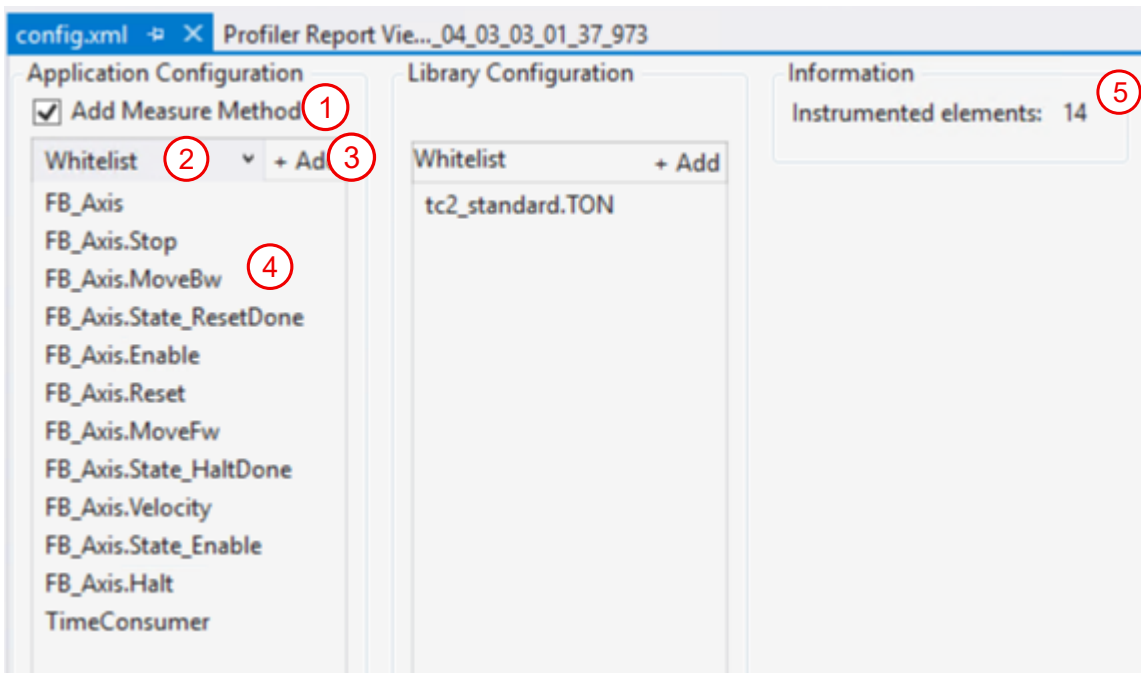 config.xml Profiler Report Vie..._04_03_03_01_37_973
Application Configuration
Add Measure Method 1
Whitelist 2 + Ad 3
FB_Axis
FB_Axis.Stop
FB_Axis.MoveBw 4
FB_Axis.State_ResetDone
FB_Axis.Enable
FB_Axis.Reset
FB_Axis.MoveFw
FB_Axis.State_HaltDone
FB_Axis.Velocity
FB_Axis.State_Enable
FB_Axis.Halt
TimeConsumer
Library Configuration
Whitelist + Add
tc2_standard.TON
Information
Instrumented elements: 14 5